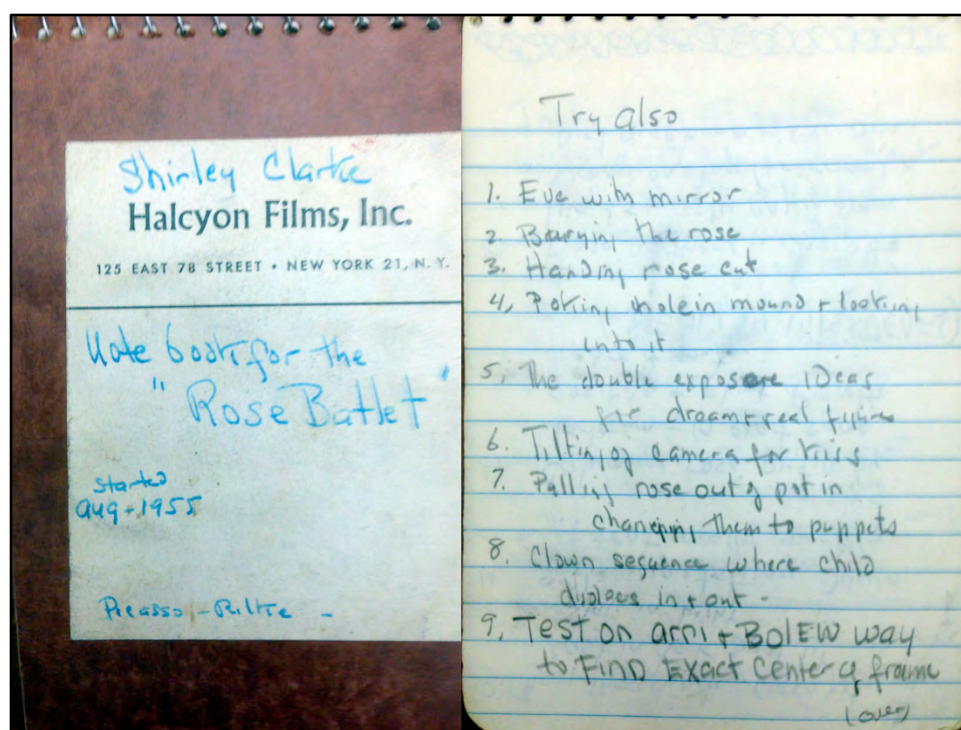 Shirley Clarke
Halcyon Films, Inc.
125 EAST 78 STREET • NEW YORK 21, N.Y.
Note book for the
"Rose Ballet"
Started
Aug - 1955
Picasso - Rilke -
Try also
1. Eve with mirror
2. Burying the rose
3. Handing rose out
4, Poking hole in mound + looking
into it
5, The double exposure ideas
for dream + real figures
6. Tilting of camera for kiss
7. Pulling rose out of pot in
changing them to puppets
8. Clown sequence where child
in + out -
9, Test on arri + BolEW way
to FIND EXact Center of frame
(over)